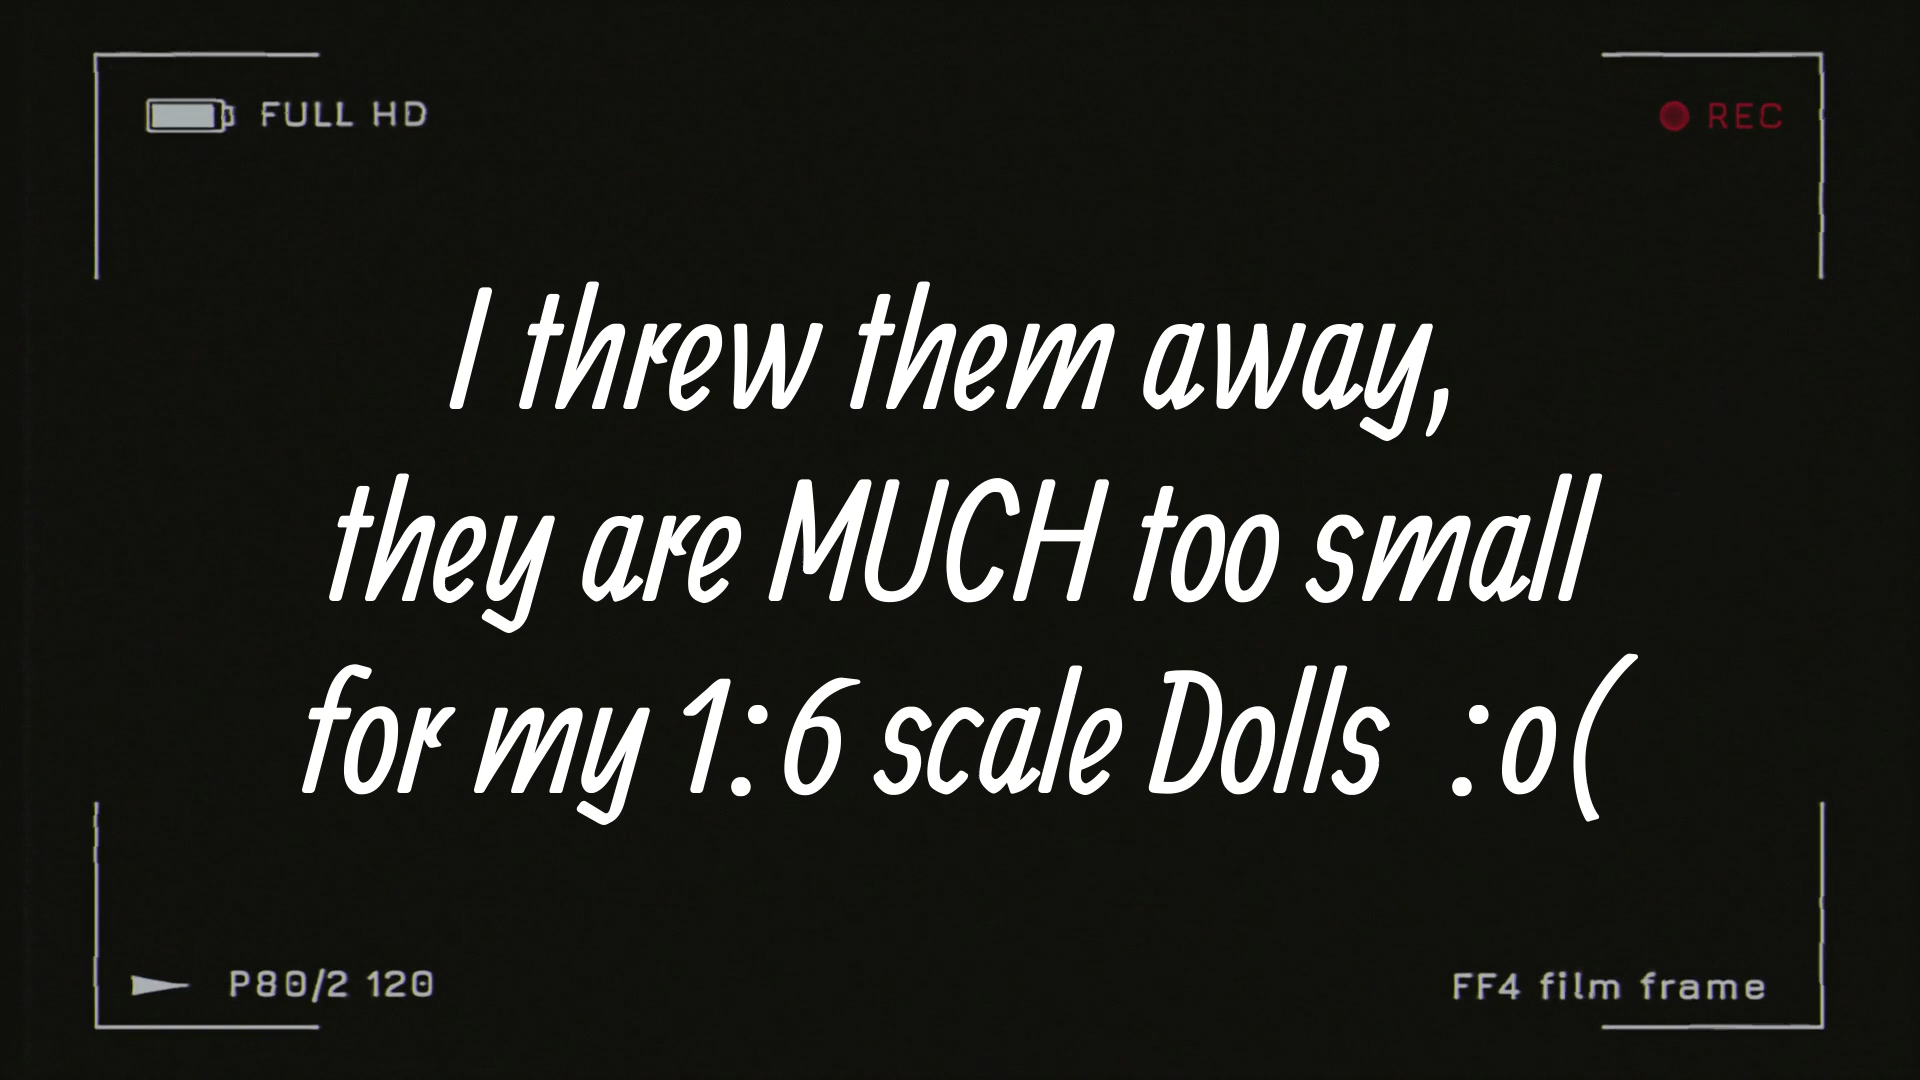 FULL HD
REC
I threw them away,
they are MUCH too small
for my 1:6 scale Dolls :o(
P80/2 120
FF4 film frame